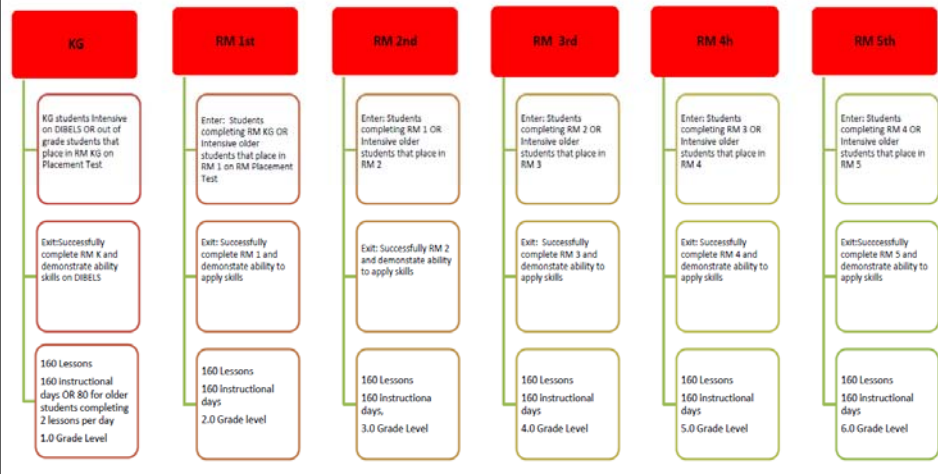 KG
KG students Intensive
on DIBELS OR out of
grade students that
place in RM KG on
Placement Test
Exit:Successfully
complete RM K and
demonstrate ability
skills on DIBELS
160 Lessons
160 instructional
days OR 80 for older
students completing
2 lessons per day
1.0 Grade Level
RM 1st
Enter: Students
completing RM KG OR
Intensive older
students that place in
RM 1 on RM Placement
Test
Exit: Successfully
complete RM 1 and
demonstate ability to
apply skills
160 Lessons
160 instructional
days
2.0 Grade level
RM 2nd
Enter: Students
completing RM 1 OR
Intensive older
students that place in
RM 2
Exit: Successfully RM 2
and demonstate ability
to apply skills
160 Lessons
160 instructiona
days,
3.0 Grade Level
RM 3rd
Enter: Students
completing RM 2 OR
Intensive older
students that place in
RM 3
Exit: Successfully
complete RM 3 and
demonstrate ability to
apply skills
160 Lessons
160 instructional
days
4.0 Grade Level
RM 4h
Enter: Students
completing RM 3 OR
Intensive older
students that place in
RM 4
Exit: Successfully
complete RM 4 and
demonstrate ability to
apply skills
160 Lessons
160 instructional
days
5.0 Grade Level
RM 5th
Enter: Students
completing RM 4 OR
Intensive older
students that place in
RM 5
Exit:Successfully
complete RM 5 and
demonstrate ability to
apply skills
160 Lessons
160 instructional
days
6.0 Grade Level